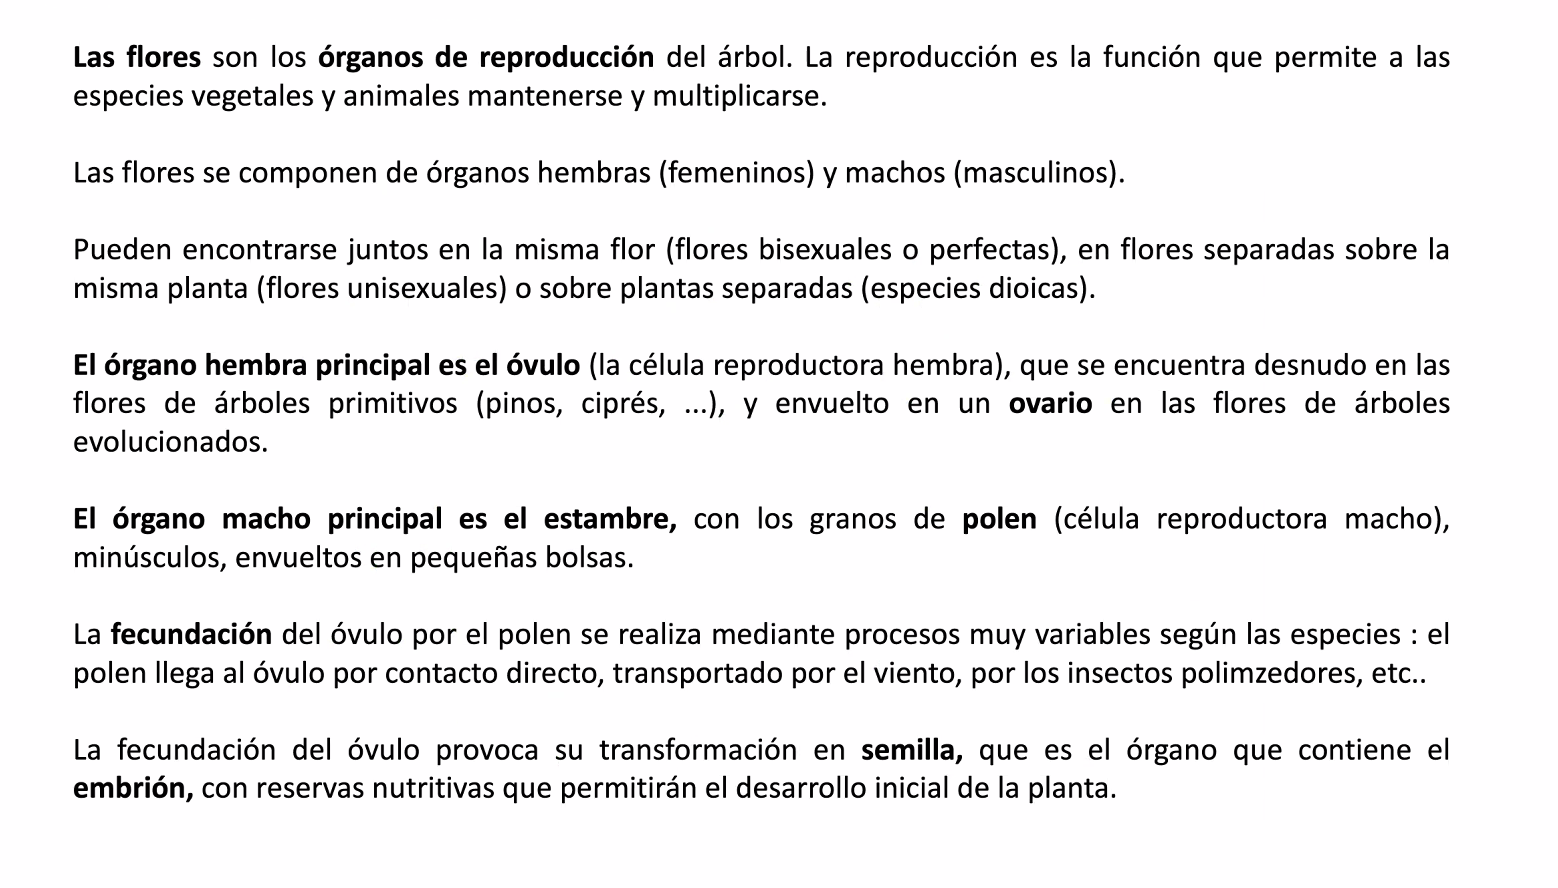 Las flores son los órganos de reproducción del árbol. La reproducción es la función que permite a las
especies vegetales y animales mantenerse y multiplicarse.
Las flores se componen de órganos hembras (femeninos) y machos (masculinos).
Pueden encontrarse juntos en la misma flor (flores bisexuales o perfectas), en flores separadas sobre la
misma planta (flores unisexuales) o sobre plantas separadas (especies dioicas).
El órgano hembra principal es el óvulo (la célula reproductora hembra), que se encuentra desnudo en las
flores de árboles primitivos (pinos, ciprés, ...), y envuelto en un ovario en las flores de árboles
evolucionados.
El órgano macho principal es el estambre, con los granos de polen (célula reproductora macho),
minúsculos, envueltos en pequeñas bolsas.
La fecundación del óvulo por el polen se realiza mediante procesos muy variables según las especies : el
polen llega al óvulo por contacto directo, transportado por el viento, por los insectos polimzedores, etc..
La fecundación del óvulo provoca su transformación en semilla, que es el órgano que contiene el
embrión, con reservas nutritivas que permitirán el desarrollo inicial de la planta.